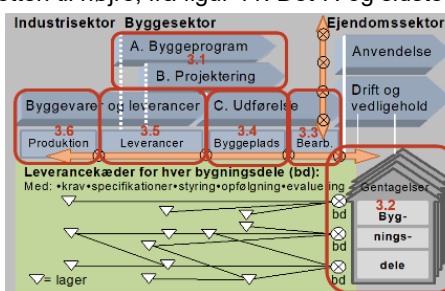 Industrisektor Byggesektor Ejendomssektor
A. Byggeprogram
3.1
B. Projektering
Anvendelse
Drift og
vedligehold
Byggevare- og leverancer C. Udførelse
3.6 3.5 3.4 3.3
Produktion Leverancer Byggeplads Bearb.
Leverancekæder for hver bygningsdele (bd):
Med: •krav•specifikationer•styring•opfølgning•evaluering
Gentagelser
3.2
bd
Byg-
bd
nings-
bd
dele
= lager